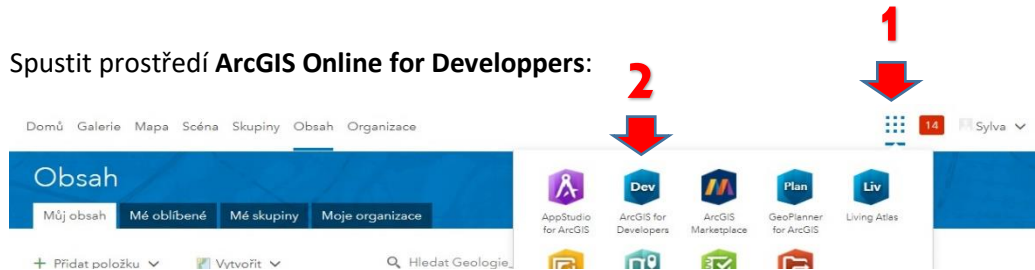 1
Spustit prostředí ArcGIS Online for Developpers:
2
Domů Galerie Mapa Scéna Skupiny Obsah Organizace 14 Sylva
Obsah
Můj obsah Mé oblíbené Mé skupiny Moje organizace
Dev Plan Liv
AppStudio for ArcGIS
ArcGIS for Developers
ArcGIS Marketplace
GeoPlanner for ArcGIS
Living Atlas
+ Přidat položku Vytvořit Hledat Geologie_